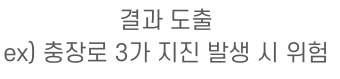 결과 도출
ex) 충장로 3가 지진 발생 시 위험